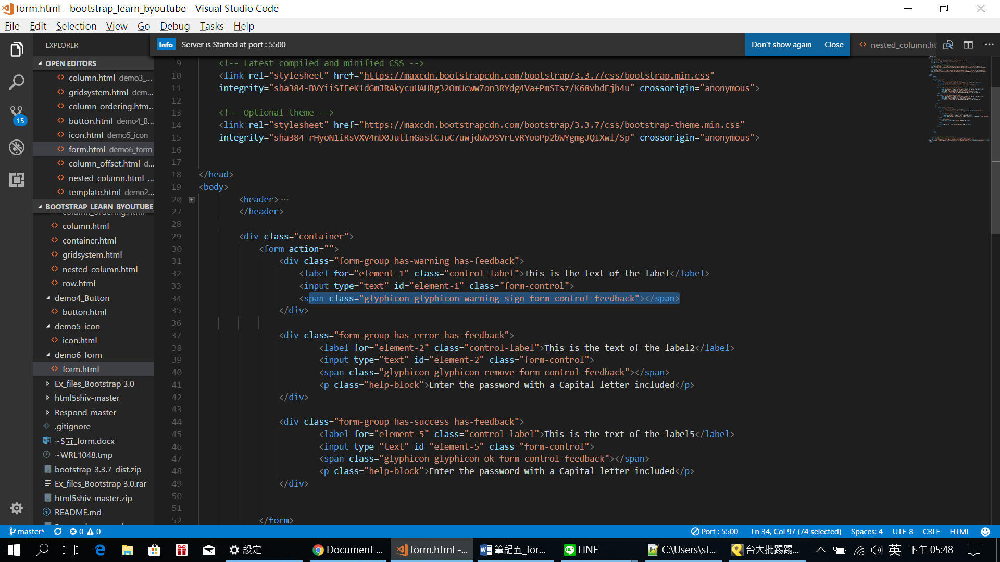 form.html - bootstrap_learn_byoutube - Visual Studio Code
File Edit Selection View Go Debug Tasks Help
EXPLORER
Info Server is Started at port : 5500 Don't show again Close
nested_column.ht
OPEN EDITORS
column.html demo3_...
gridsystem.html dem...
column_ordering.htm...
button.html demo4_B...
icon.html demo5_icon
form.html demo6_form
column_offset.html d...
nested_column.html ...
template.html demo2...
BOOTSTRAP_LEARN_BYOUTUBE
column_ordering.html
column.html
container.html
gridsystem.html
nested_column.html
row.html
demo4_Button
button.html
demo5_icon
icon.html
demo6_form
form.html
Ex_files_Bootstrap 3.0
html5shiv-master
Respond-master
.gitignore
~$五_form.docx
~WRL1048.tmp
bootstrap-3.3.7-dist.zip
Ex_files_Bootstrap 3.0.rar
html5shiv-master.zip
README.md
15
9 <!-- Latest compiled and minified CSS -->
10 <link rel="stylesheet" href="https://maxcdn.bootstrapcdn.com/bootstrap/3.3.7/css/bootstrap.min.css"
11 integrity="sha384-BVYiiSIFeK1dGmJRAkycuHAHRg32OmUcww7on3RYdg4Va+PmSTsz/K68vbdEjh4u" crossorigin="anonymous">
12
13 <!-- Optional theme -->
14 <link rel="stylesheet" href="https://maxcdn.bootstrapcdn.com/bootstrap/3.3.7/css/bootstrap-theme.min.css"
15 integrity="sha384-rHyoN1iRsVXV4nD0JutlnGaslCJuC7uwjduW9SVrLvRYooPp2bWYgmgJQIXwl/Sp" crossorigin="anonymous">
16
17
18 </head>
19 <body>
20 <header>...
27 </header>
28
29 <div class="container">
30 <form action="">
31 <div class="form-group has-warning has-feedback">
32 <label for="element-1" class="control-label">This is the text of the label</label>
33 <input type="text" id="element-1" class="form-control">
34 <span class="glyphicon glyphicon-warning-sign form-control-feedback"></span>
35 </div>
36
37 <div class="form-group has-error has-feedback">
38 <label for="element-2" class="control-label">This is the text of the label2</label>
39 <input type="text" id="element-2" class="form-control">
40 <span class="glyphicon glyphicon-remove form-control-feedback"></span>
41 <p class="help-block">Enter the password with a Capital letter included</p>
42 </div>
43
44 <div class="form-group has-success has-feedback">
45 <label for="element-5" class="control-label">This is the text of the label5</label>
46 <input type="text" id="element-5" class="form-control">
47 <span class="glyphicon glyphicon-ok form-control-feedback"></span>
48 <p class="help-block">Enter the password with a Capital letter included</p>
49 </div>
50
51
52 </form>
master* 0 0 Port : 5500 Ln 34, Col 97 (74 selected) Spaces: 4 UTF-8 CRLF HTML
設定 Document ... form.html -... 筆記五_for... LINE C:\Users\st... 台大批踢踢... 英 下午 05:48